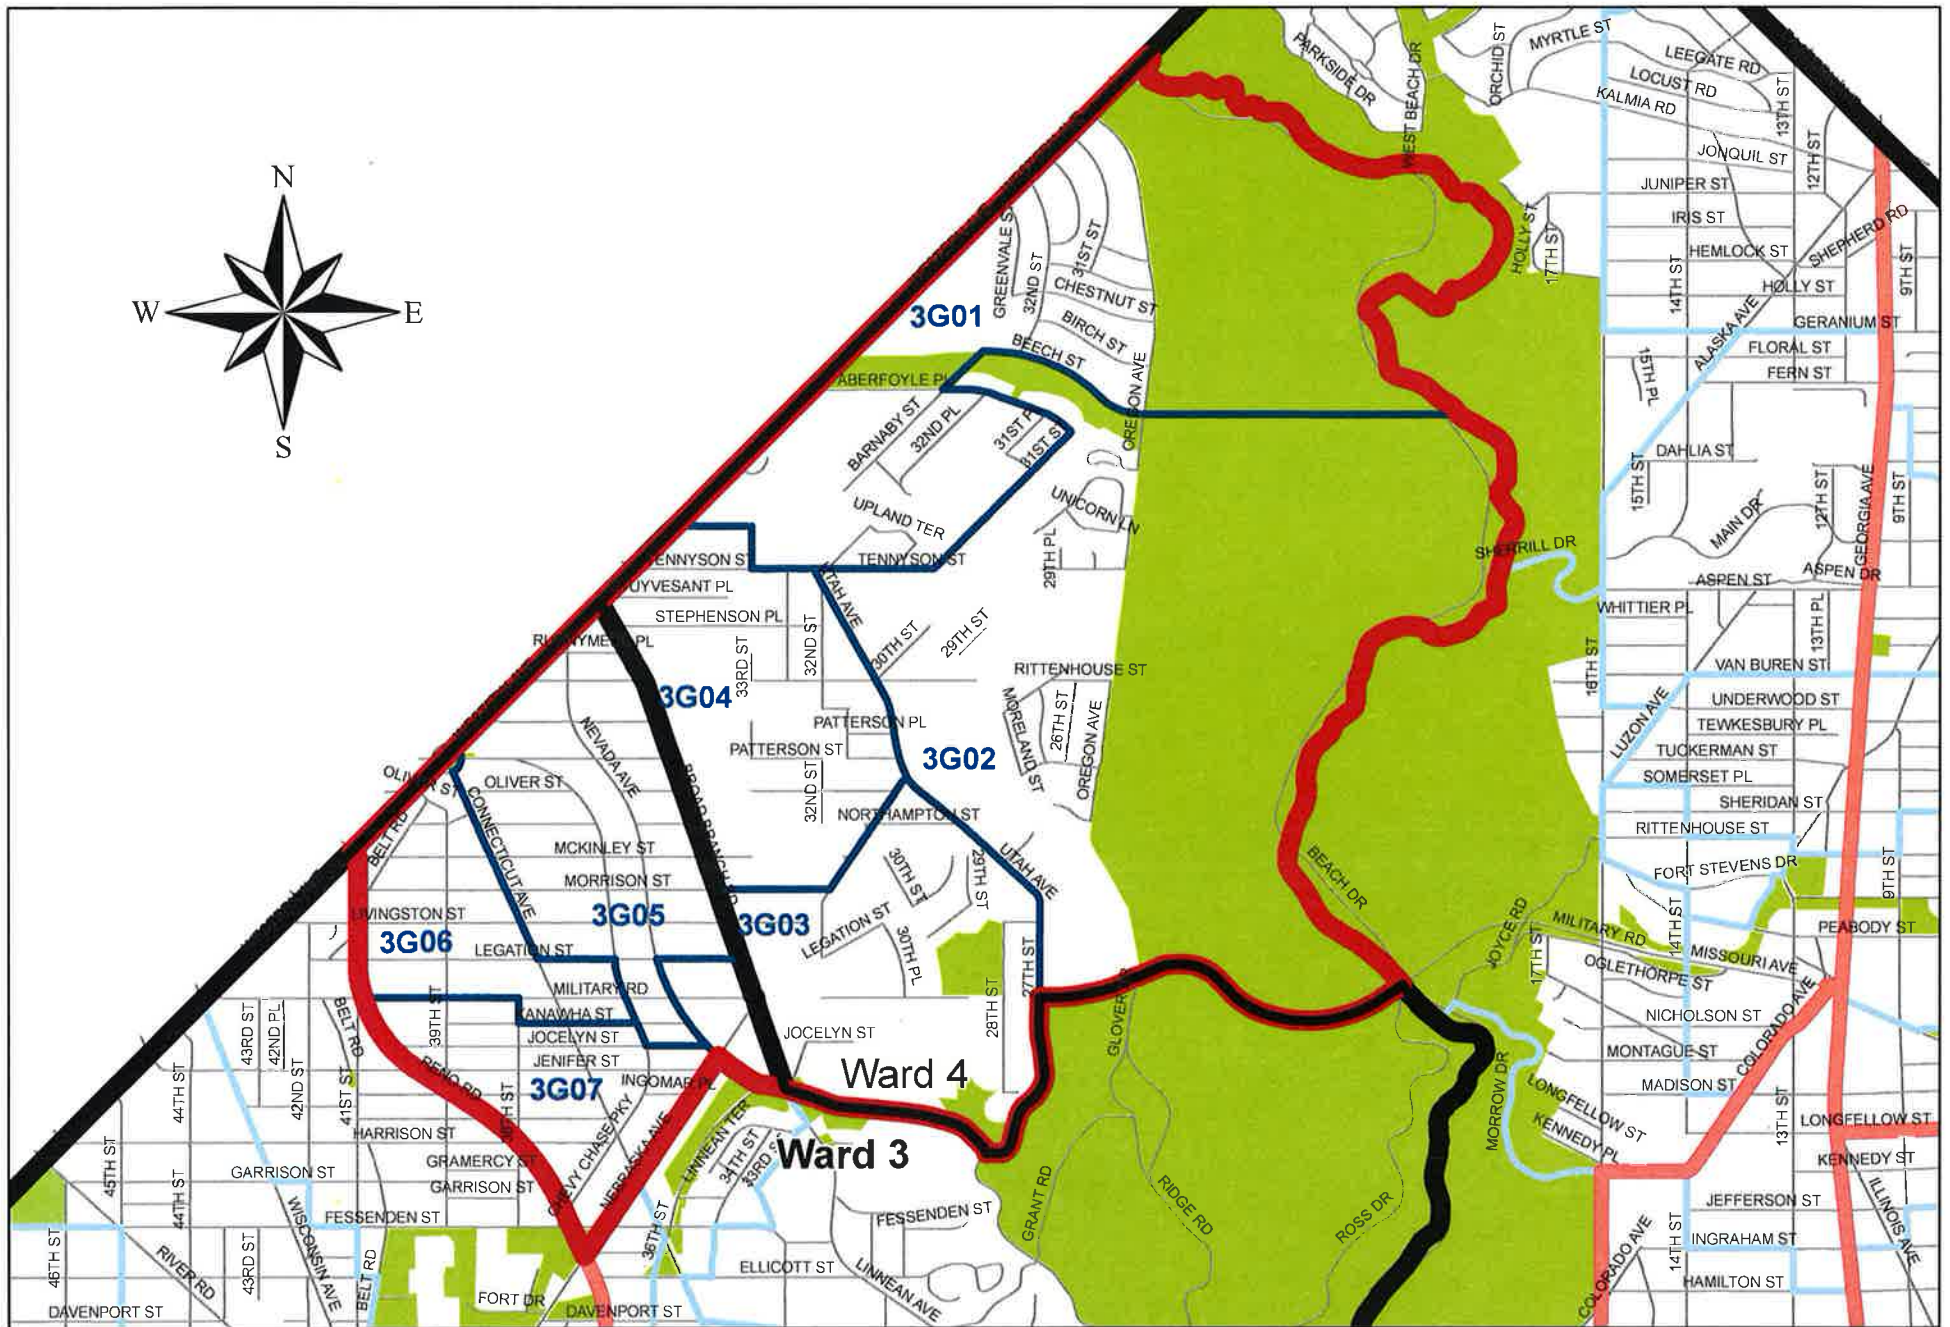 PARKSIDE DR
WEST BEACH DR
ORCHID ST
MYRTLE ST
LEEGATE RD
LOCUST RD
KALMIA RD
13TH ST
12TH ST
JONQUIL ST
JUNIPER ST
IRIS ST
HEMLOCK ST
SHEPHERD RD
HOLLY ST
17TH ST
14TH ST
HOLLY ST
9TH ST
GERANIUM ST
ALASKA AVE
FLORAL ST
FERN ST
15TH PL
N
W
E
S
GREENVALE S
32ND ST
31ST ST
CHESTNUT ST
BIRCH ST
BEECH ST
3G01
OREGON AVE
ABERFOYLE PL
BARNABY ST
32ND PL
31ST P
31ST ST
UNICORN LN
UPLAND TER
29TH PL
TENNYSON ST
ENNYSON ST
UYVESANT PL
STEPHENSON PL
TAH AVE
30TH ST
29TH ST
33RD ST
32ND ST
3G04
RITTENHOUSE ST
MORELAND ST
26TH ST
OREGON AVE
PATTERSON PL
PATTERSON ST
3G02
32ND ST
NORTHAMPTON ST
NEVADA AVE
BROAD BRANCH RD
OLIVER ST
OLIVER ST
CONNECTICUT AVE
BELT RD
MCKINLEY ST
MORRISON ST
3G05
3G03
LIVINGSTON ST
3G06
LEGATION ST
LEGATION ST
30TH ST
29TH ST
UTAH AVE
30TH PL
27TH ST
28TH ST
MILITARY RD
KANAWHA ST
JOCELYN ST
JOCELYN ST
JENIFER ST
INGOMAR PL
3G07
39TH ST
BELT RD
RENO RD
43RD ST
42ND PL
42ND ST
41ST ST
44TH ST
Ward 4
Ward 3
CHEVY CHASE PKY
NEBRASKA AVE
LINNEAN TER
34TH ST
33RD S
HARRISON ST
GRAMERCY ST
GARRISON ST
GARRISON ST
45TH ST
44TH ST
WISCONSIN AVE
FESSENDEN ST
FESSENDEN ST
36TH ST
46TH ST
RIVER RD
43RD ST
BELT RD
FORT DR
DAVENPORT ST
DAVENPORT ST
ELLICOTT ST
LINNEAN AVE
GRANT RD
RIDGE RD
ROSS DR
BEACH DR
JOYCE RD
MORROW DR
DAHLIA ST
15TH ST
12TH ST
GEORGIA AVE
9TH ST
MAIN DR
SHERRILL DR
ASPEN ST
ASPEN DR
WHITTIER PL
13TH PL
16TH ST
VAN BUREN ST
LUZON AVE
UNDERWOOD ST
TEWKESBURY PL
TUCKERMAN ST
SOMERSET PL
SHERIDAN ST
RITTENHOUSE ST
FORT STEVENS DR
9TH ST
14TH ST
MILITARY RD
17TH ST
PEABODY ST
MISSOURI AVE
OGLETHORPE ST
NICHOLSON ST
COLORADO AVE
MONTAGUE ST
MADISON ST
LONGFELLOW ST
KENNEDY PL
13TH ST
LONGFELLOW ST
KENNEDY ST
JEFFERSON ST
ILLINOIS AVE
14TH ST
INGRAHAM ST
COLORADO AVE
HAMILTON ST